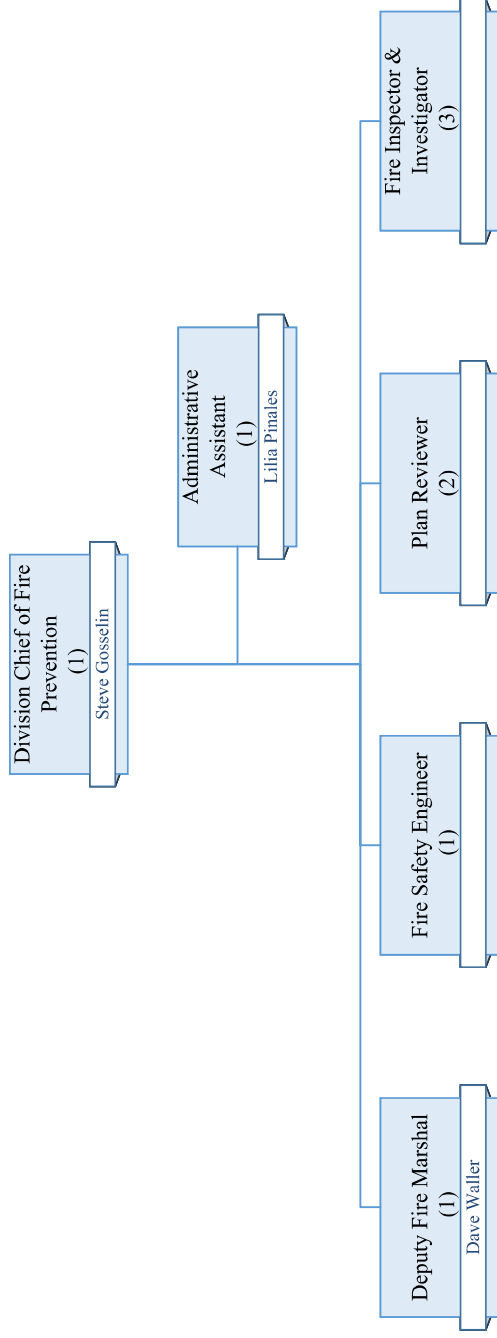 Division Chief of Fire
Prevention
(1)
Steve Gosselin
Administrative
Assistant
(1)
Lilia Pinales
Deputy Fire Marshal
(1)
Dave Waller
Fire Safety Engineer
(1)
Plan Reviewer
(2)
Fire Inspector &
Investigator
(3)